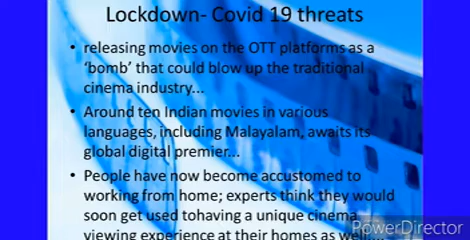 Lockdown- Covid 19 threats
• releasing movies on the OTT platforms as a
'bomb' that could blow up the traditional
cinema industry...
• Around ten Indian movies in various
languages, including Malayalam, awaits its
global digital premier...
• People have now become accustomed to
working from home; experts think they would
soon get used tohaving a unique cinema
viewing experience at their homes as well...
PowerDirector